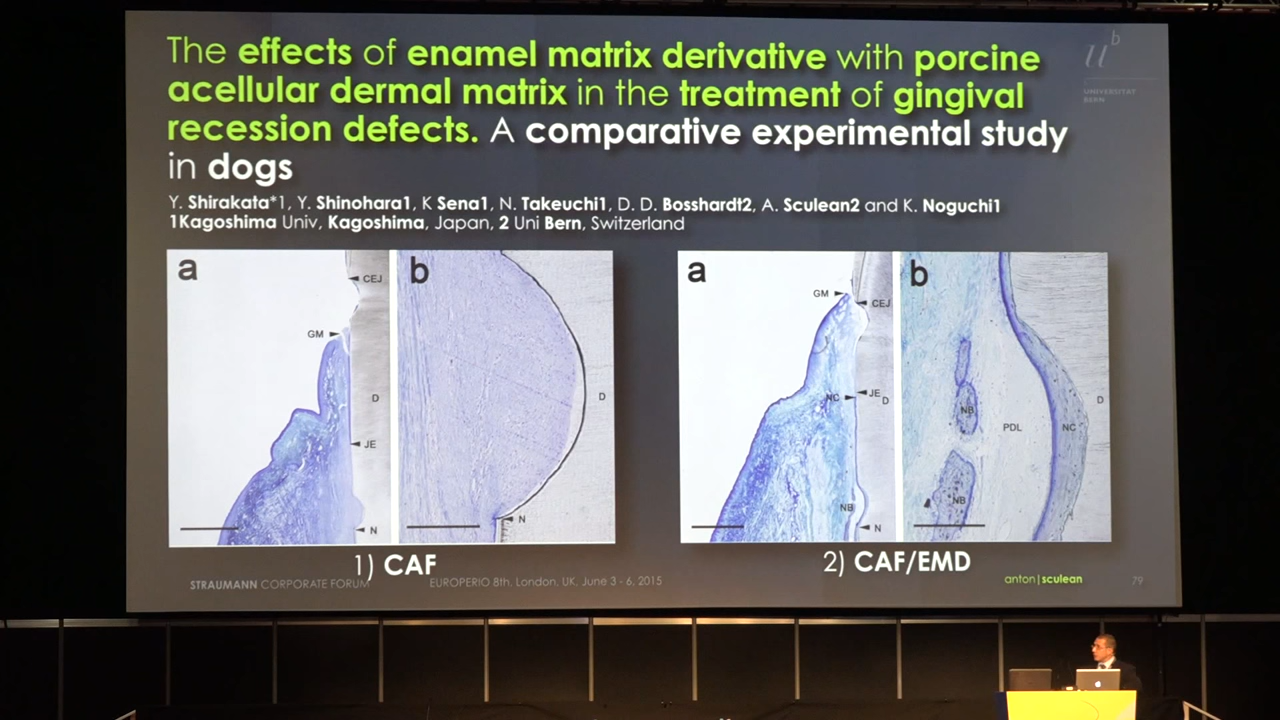 The effects of enamel matrix derivative with porcine
acellular dermal matrix in the treatment of gingival
recession defects. A comparative experimental study
in dogs
u
b
UNIVERSITÄT
BERN
Y. Shirakata*1, Y. Shinohara1, K Sena1, N. Takeuchi1, D. D. Bosshardt2, A. Sculean2 and K. Noguchi1
1Kagoshima Univ, Kagoshima, Japan, 2 Uni Bern, Switzerland
a
CEJ
GM
D
JE
N
b
D
N
a
GM
CEJ
JE
NC
D
NB
N
b
NB
PDL
NC
D
NB
1) CAF
2) CAF/EMD
STRAUMANN CORPORATE FORUM
EUROPERIO 8th. London. UK. June 3 - 6, 2015
anton|sculean
79